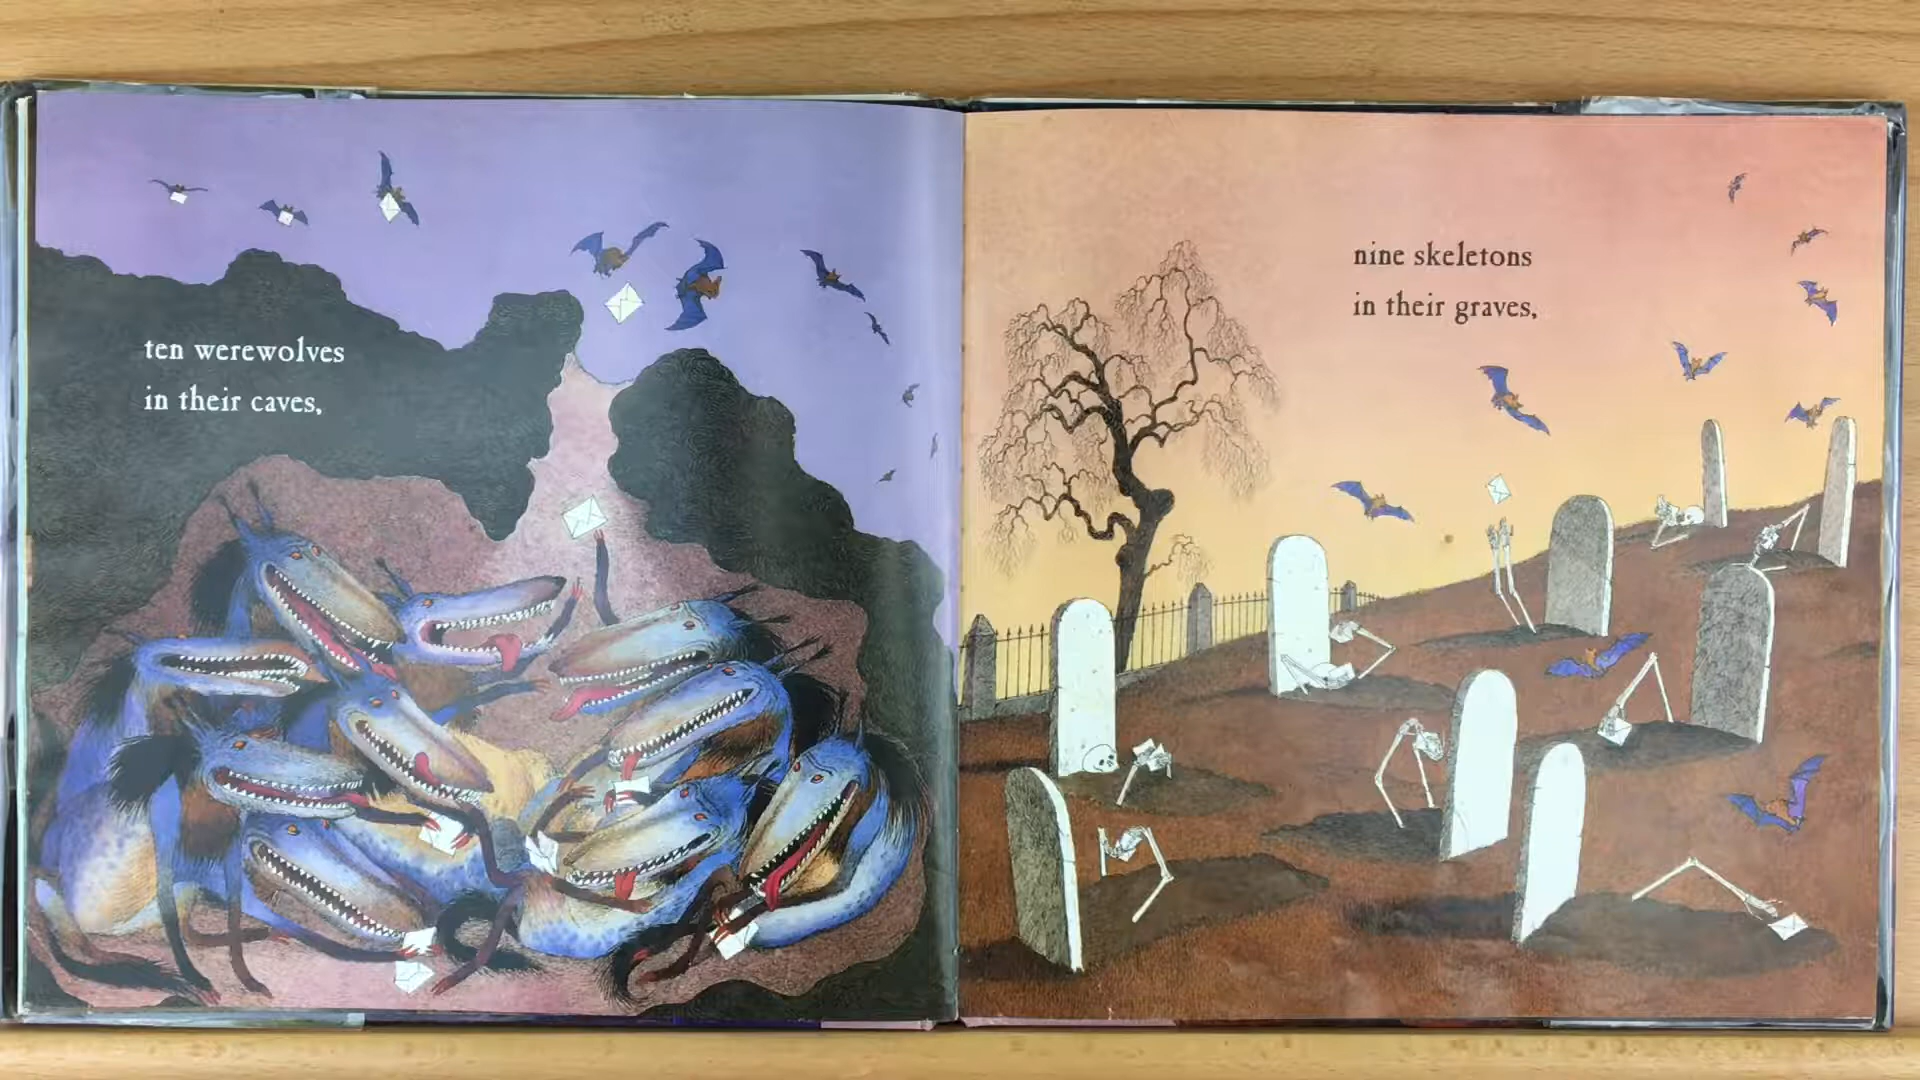 ten werewolves
in their caves,
nine skeletons
in their graves,